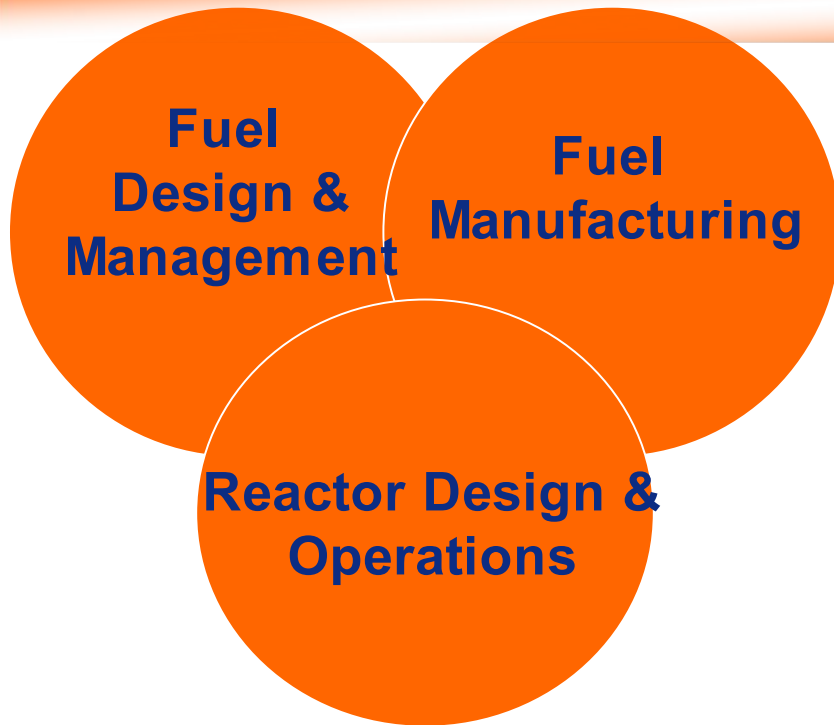 Fuel
Design &
Management
Fuel
Manufacturing
Reactor Design &
Operations